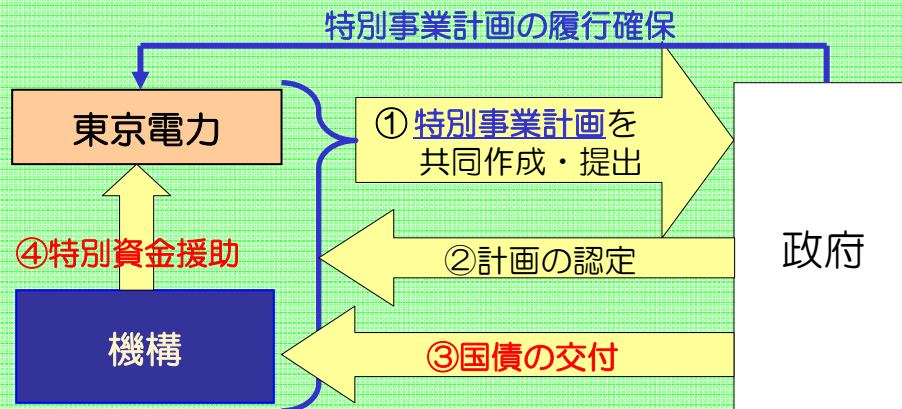 特別事業計画の履行確保
東京電力
①特別事業計画を
共同作成・提出
④特別資金援助
②計画の認定
政府
機構
③国債の交付